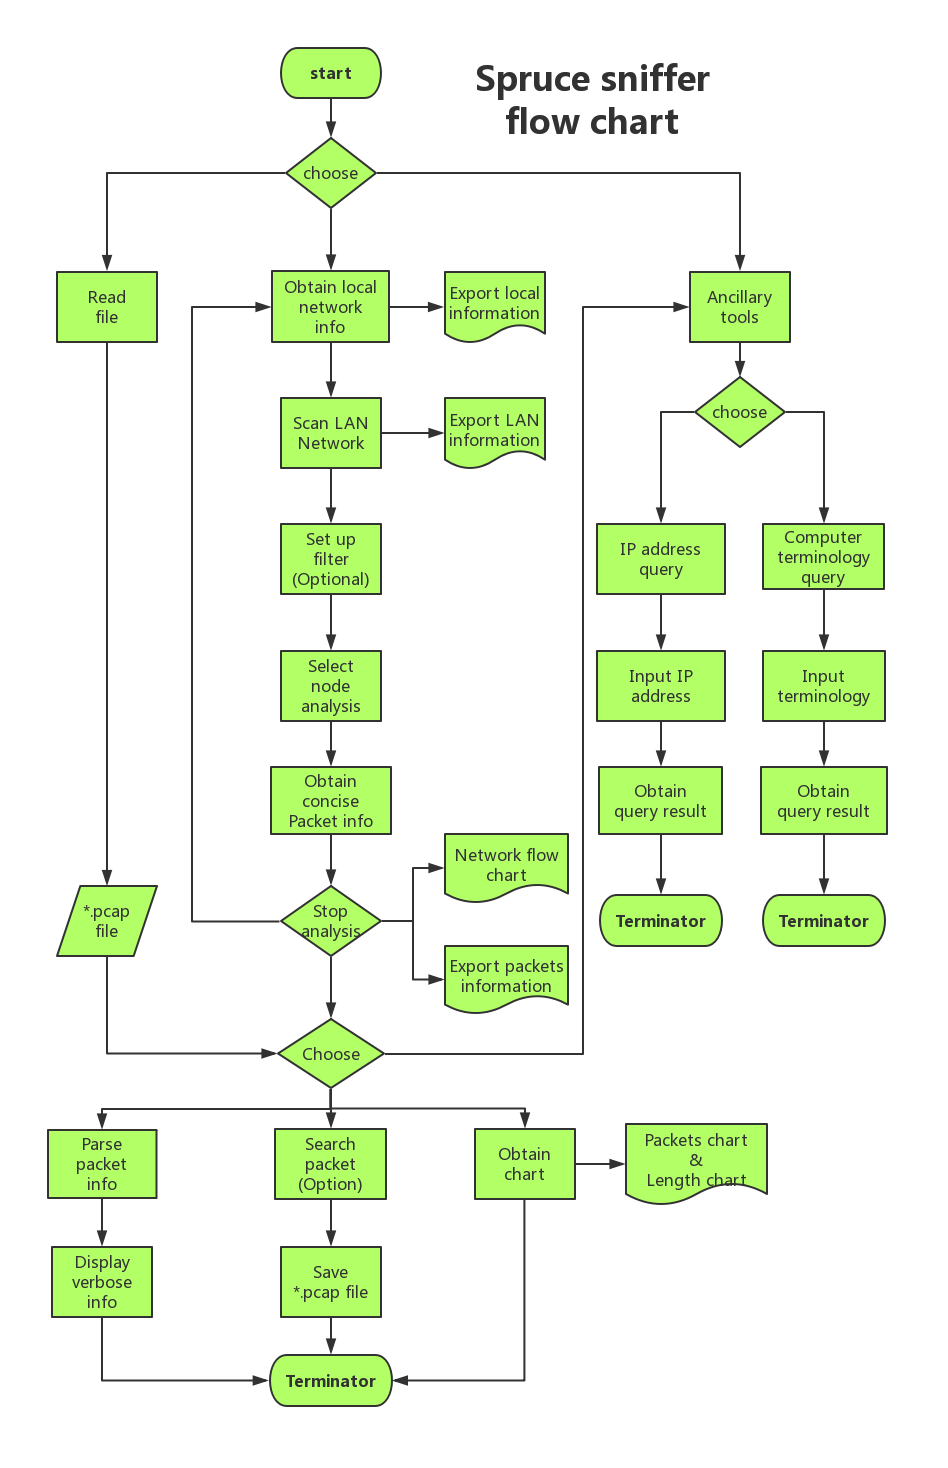 Spruce sniffer
flow chart
start
choose
Read
file
Obtain local
network
info
Export local
information
Ancillary
tools
choose
Scan LAN
Network
Export LAN
information
Set up
filter
(Optional)
IP address
query
Computer
terminology
query
Select
node
analysis
Input IP
address
Input
terminology
Obtain
concise
Packet info
Obtain
query result
Obtain
query result
Network flow
chart
*.pcap
file
Stop
analysis
Terminator
Terminator
Export packets
information
Choose
Parse
packet
info
Search
packet
(Option)
Obtain
chart
Packets chart
&
Length chart
Display
verbose
info
Save
*.pcap file
Terminator